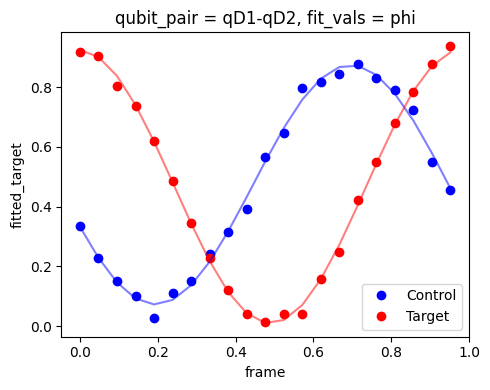 qubit_pair = qD1-qD2, fit_vals = phi
fitted_target
0.8
0.6
0.4
0.2
0.0
Control
Target
0.0 0.2 0.4 0.6 0.8 1.0
frame